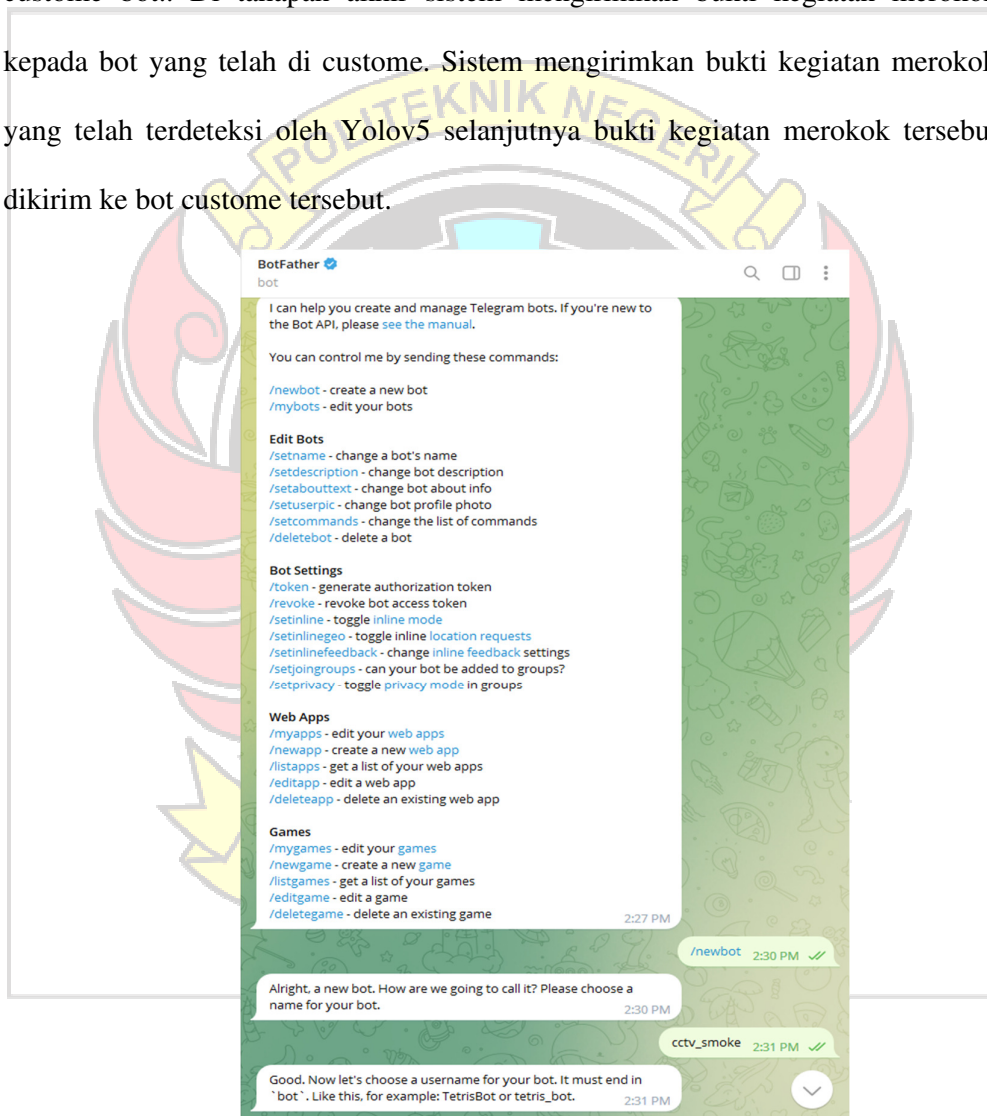 kepada bot yang telah di custome. Sistem mengirimkan bukti kegiatan merokok
yang telah terdeteksi oleh Yolov5 selanjutnya bukti kegiatan merokok tersebu
dikirim ke bot custome tersebut.
POLITEKNIK NEGERI
BotFather
bot
I can help you create and manage Telegram bots. If you're new to
the Bot API, please see the manual.
You can control me by sending these commands:
/newbot - create a new bot
/mybots - edit your bots
Edit Bots
/setname - change a bot's name
/setdescription - change bot description
/setabouttext - change bot about info
/setuserpic - change bot profile photo
/setcommands - change the list of commands
/deletebot - delete a bot
Bot Settings
/token - generate authorization token
/revoke - revoke bot access token
/setinline - toggle inline mode
/setinlinegeo - toggle inline location requests
/setinlinefeedback - change inline feedback settings
/setjoingroups - can your bot be added to groups?
/setprivacy - toggle privacy mode in groups
Web Apps
/myapps - edit your web apps
/newapp - create a new web app
/listapps - get a list of your web apps
/editapp - edit a web app
/deleteapp - delete an existing web app
Games
/mygames - edit your games
/newgame - create a new game
/listgames - get a list of your games
/editgame - edit a game
/deletegame - delete an existing game 2:27 PM
/newbot 2:30 PM
Alright, a new bot. How are we going to call it? Please choose a
name for your bot. 2:30 PM
cctv_smoke 2:31 PM
Good. Now let's choose a username for your bot. It must end in
`bot`. Like this, for example: TetrisBot or tetris_bot. 2:31 PM